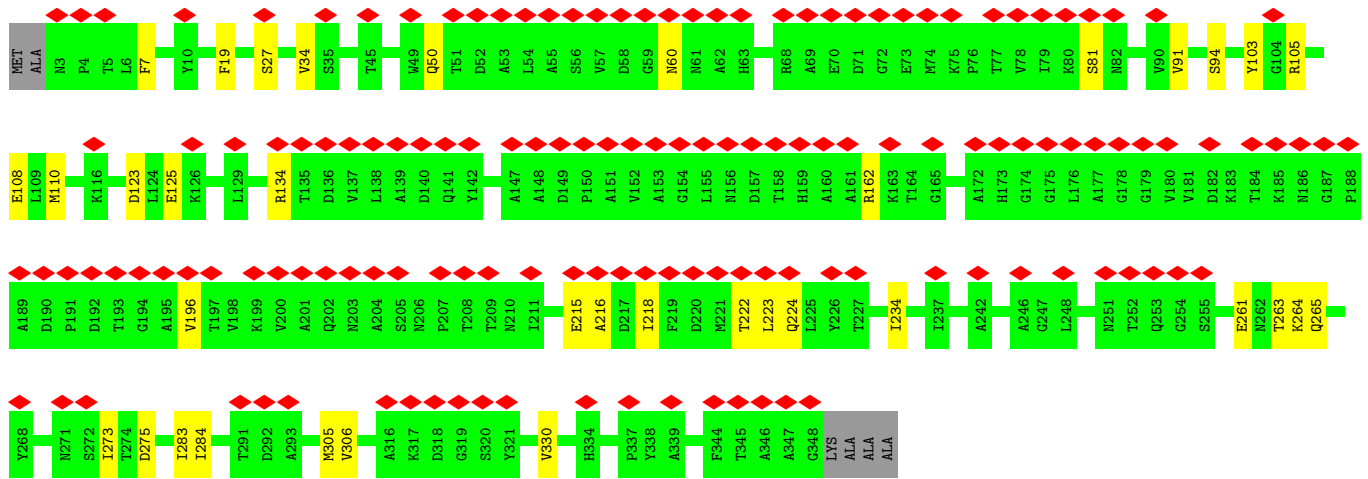 MET ALA N3 P4 T5 L6 F7 Y10 F19 S27 V34 S35 T45 W49 Q50 T51 D52 A53 L54 A55 S56 V57 D58 G59 N60 N61 A62 H63 R68 A69 E70 D71 G72 E73 M74 K75 P76 T77 V78 I79 K80 S81 N82 V90 V91 S94 Y103 G104 R105
E108 L109 M110 K116 D123 L124 E125 K126 L129 R134 T135 D136 V137 L138 A139 D140 Q141 Y142 A147 A148 D149 P150 A151 V152 A153 G154 L155 N156 D157 T158 H159 A160 A161 R162 K163 T164 G165 A172 H173 G174 G175 L176 A177 G178 G179 V180 V181 D182 K183 T184 K185 N186 G187 P188
A189 D190 P191 D192 T193 G194 A195 V196 T197 V198 K199 V200 A201 Q202 N203 A204 S205 N206 P207 T208 T209 N210 I211 E215 A216 D217 I218 F219 D220 M221 T222 L223 Q224 L225 Y226 T227 I234 I237 A242 A246 G247 L248 N251 T252 Q253 G254 S255 E261 N262 T263 K264 Q265
Y268 N271 S272 I273 T274 D275 I283 I284 T291 D292 A293 M305 V306 A316 K317 D318 G319 S320 Y321 V330 H334 P337 Y338 A339 F344 T345 A346 A347 G348 LYS ALA ALA ALA